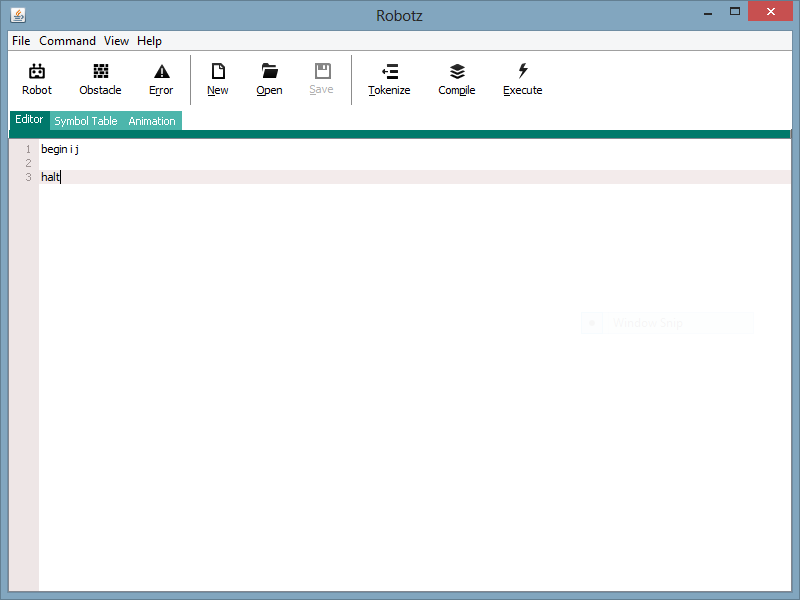 Robotz
File Command View Help
Robot Obstacle Error New Open Save Tokenize Compile Execute
Editor Symbol Table Animation
1 begin i j
2
3 halt
Window Snip